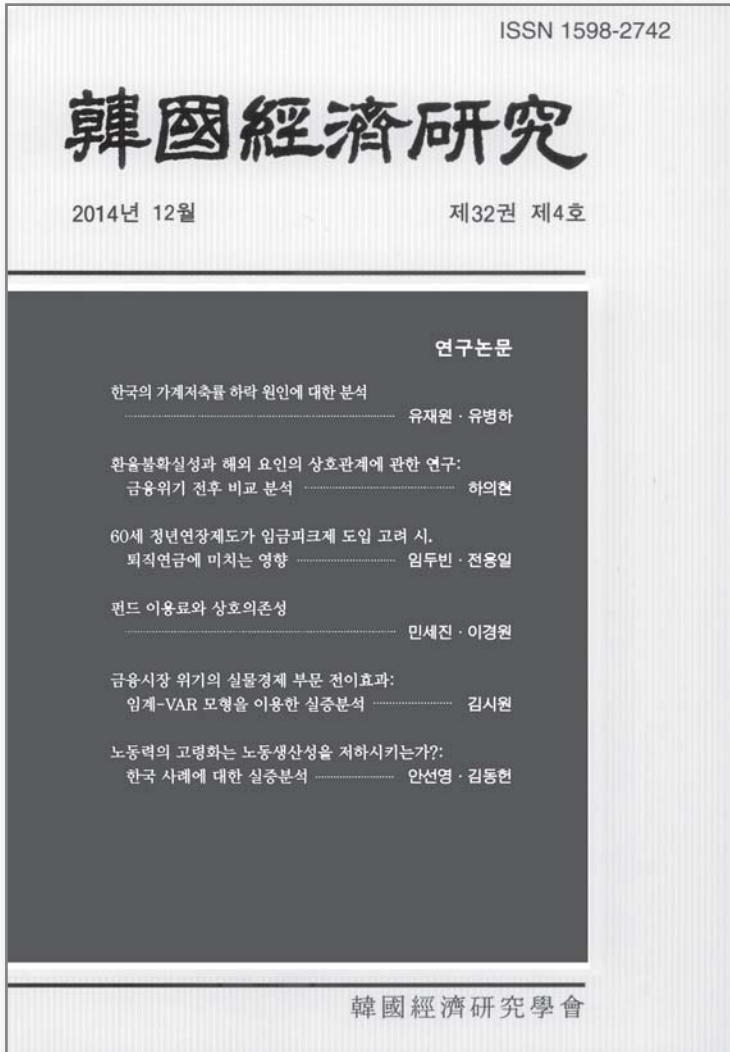 ISSN 1598-2742
韓國經濟研究
2014년 12월 제32권 제4호
연구논문
한국의 가계저축률 하락 원인에 대한 분석
유재원 · 유병하
환율불확실성과 해외 요인의 상호관계에 관한 연구:
금융위기 전후 비교 분석 하의현
60세 정년연장제도가 임금피크제 도입 고려 시,
퇴직연금에 미치는 영향 임두빈 · 전용일
펀드 이용료와 상호의존성
민세진 · 이경원
금융시장 위기의 실물경제 부문 전이효과:
임계-VAR 모형을 이용한 실증분석 김시원
노동력의 고령화는 노동생산성을 저하시키는가?:
한국 사례에 대한 실증분석 안선영 · 김동헌
韓國經濟研究學會